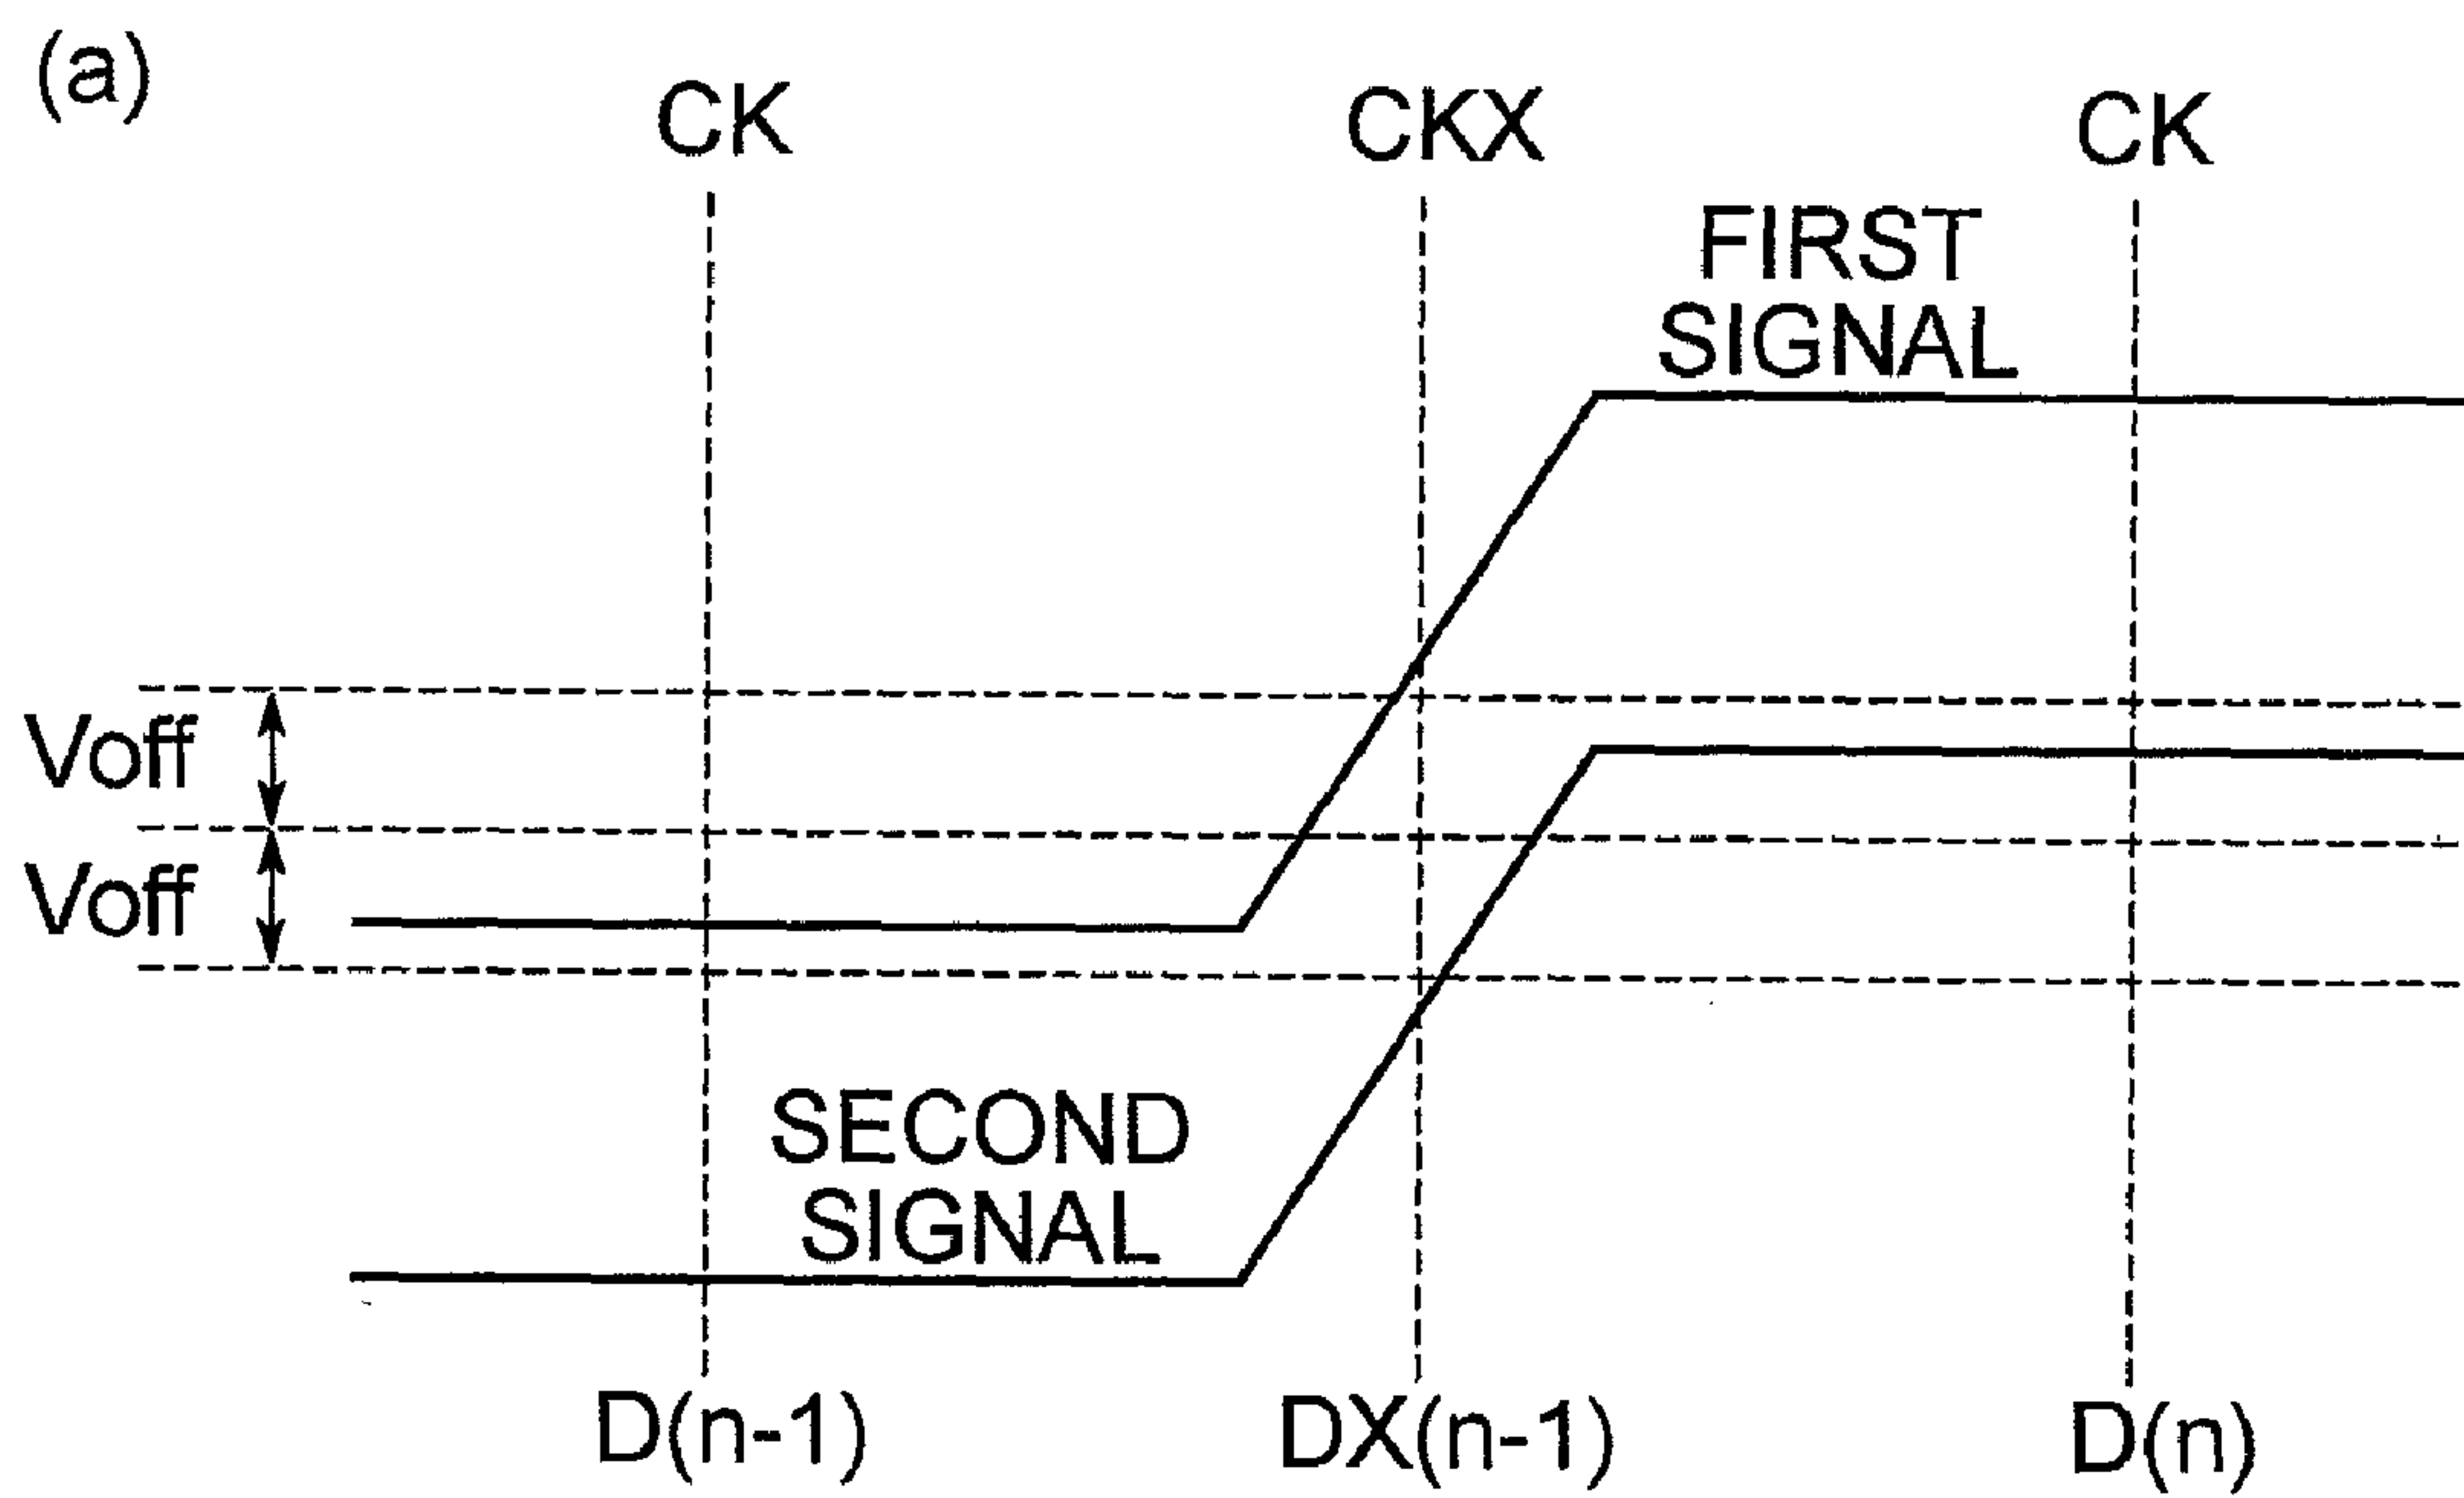 (a)
CK
CKX
CK
FIRST
SIGNAL
Voff
Voff
SECOND
SIGNAL
D(n-1)
DX(n-1)
D(n)